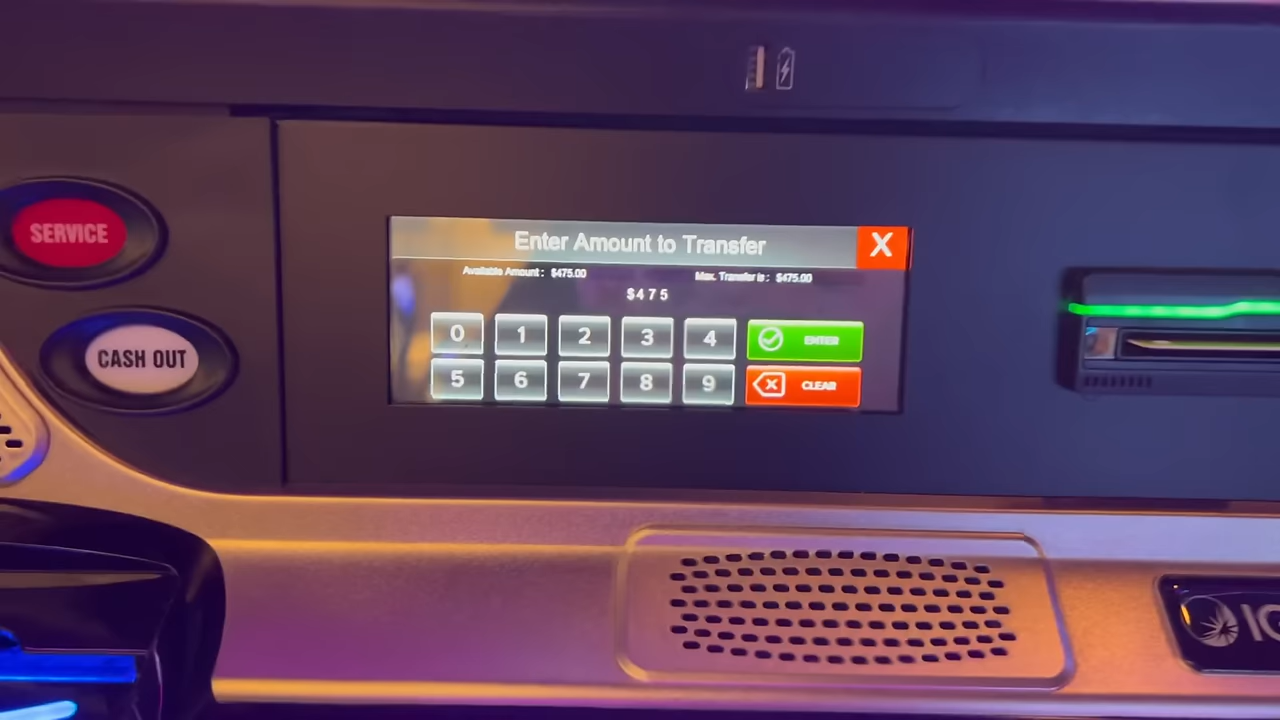 SERVICE
CASH OUT
Enter Amount to Transfer
X
Available Amount: $475.00
Max. Transfer is: $475.00
$475
0 1 2 3 4
ENTER
5 6 7 8 9
CLEAR